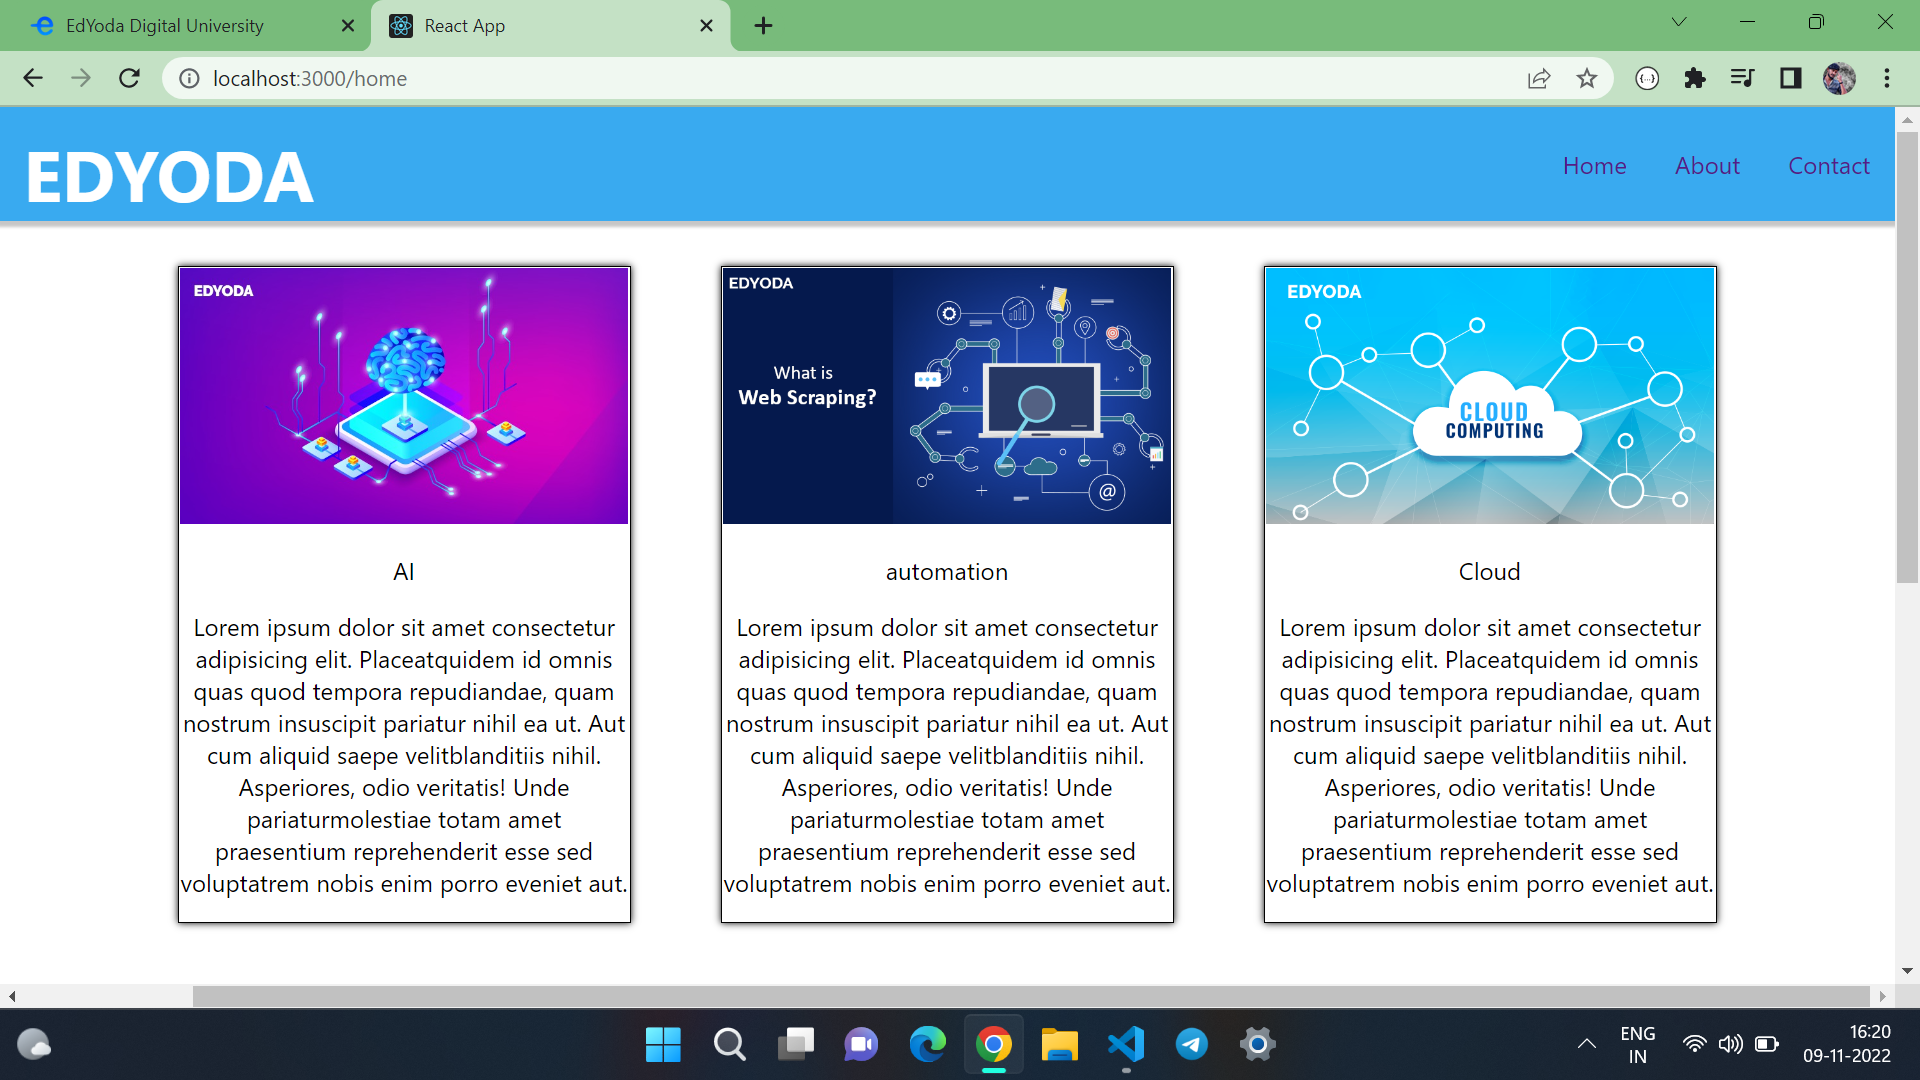 EdYoda Digital University
React App
localhost:3000/home
EDYODA
Home
About
Contact
EDYODA
AI
Lorem ipsum dolor sit amet consectetur
adipisicing elit. Placeatquidem id omnis
quas quod tempora repudiandae, quam
nostrum insuscipit pariatur nihil ea ut. Aut
cum aliquid saepe velitblanditiis nihil.
Asperiores, odio veritatis! Unde
pariaturmolestiae totam amet
praesentium reprehenderit esse sed
voluptatrem nobis enim porro eveniet aut.
EDYODA
What is
Web Scraping?
@
automation
Lorem ipsum dolor sit amet consectetur
adipisicing elit. Placeatquidem id omnis
quas quod tempora repudiandae, quam
nostrum insuscipit pariatur nihil ea ut. Aut
cum aliquid saepe velitblanditiis nihil.
Asperiores, odio veritatis! Unde
pariaturmolestiae totam amet
praesentium reprehenderit esse sed
voluptatrem nobis enim porro eveniet aut.
EDYODA
CLOUD
COMPUTING
Cloud
Lorem ipsum dolor sit amet consectetur
adipisicing elit. Placeatquidem id omnis
quas quod tempora repudiandae, quam
nostrum insuscipit pariatur nihil ea ut. Aut
cum aliquid saepe velitblanditiis nihil.
Asperiores, odio veritatis! Unde
pariaturmolestiae totam amet
praesentium reprehenderit esse sed
voluptatrem nobis enim porro eveniet aut.
ENG
IN
16:20
09-11-2022